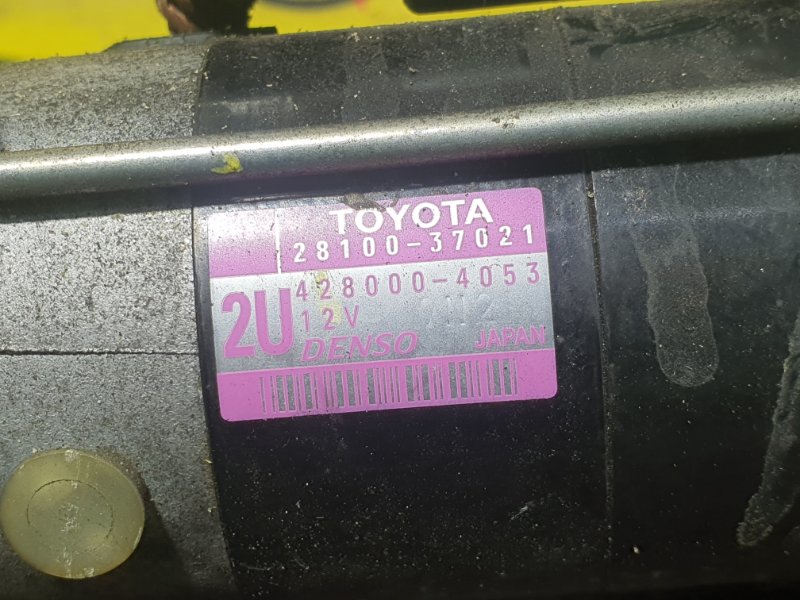 TOYOTA
28100-37021
428000-4053
2U
12V
DENSO JAPAN